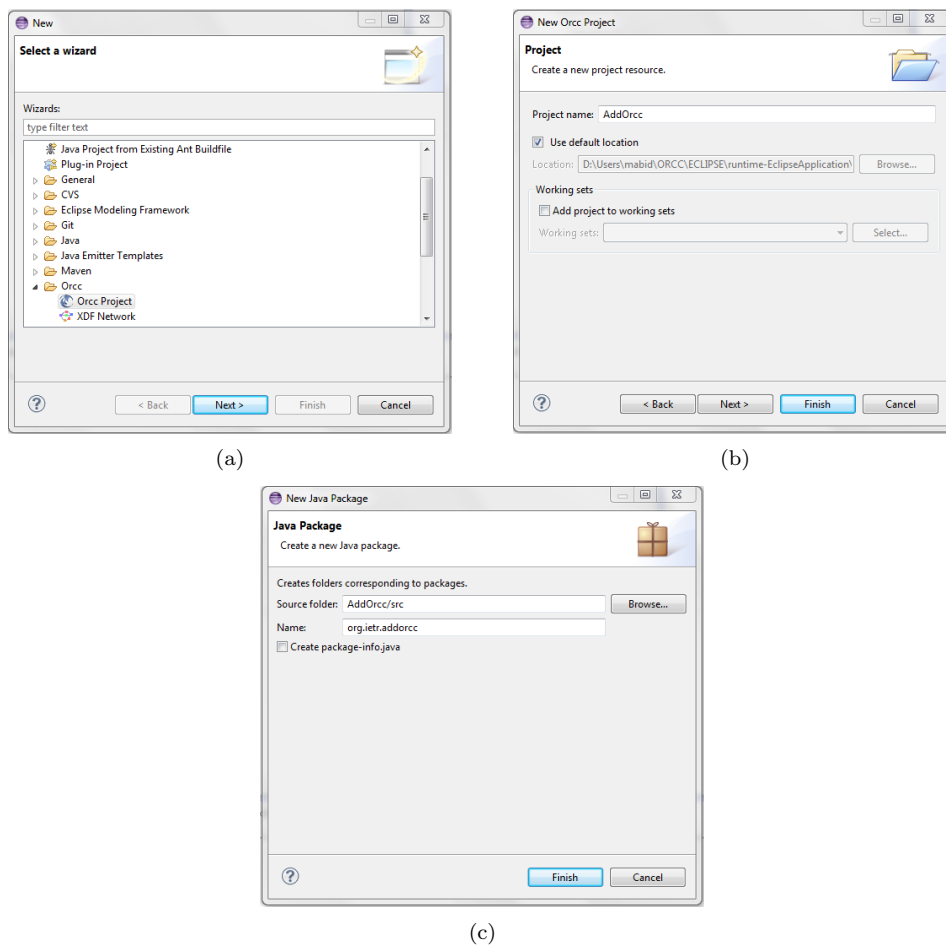 New
Select a wizard
Wizards:
type filter text
Java Project from Existing Ant Buildfile
Plug-in Project
General
CVS
Eclipse Modeling Framework
Git
Java
Java Emitter Templates
Maven
Orcc
Orcc Project
XDF Network
< Back Next > Finish Cancel
(a)
New Orcc Project
Project
Create a new project resource.
Project name: AddOrcc
Use default location
Location: D:\Users\mabid\ORCC\ECLIPSE\runtime-EclipseApplication\ Browse...
Working sets
Add project to working sets
Working sets: Select...
< Back Next > Finish Cancel
(b)
New Java Package
Java Package
Create a new Java package.
Creates folders corresponding to packages.
Source folder: AddOrcc/src Browse...
Name: org.ietr.addorcc
Create package-info.java
Finish Cancel
(c)